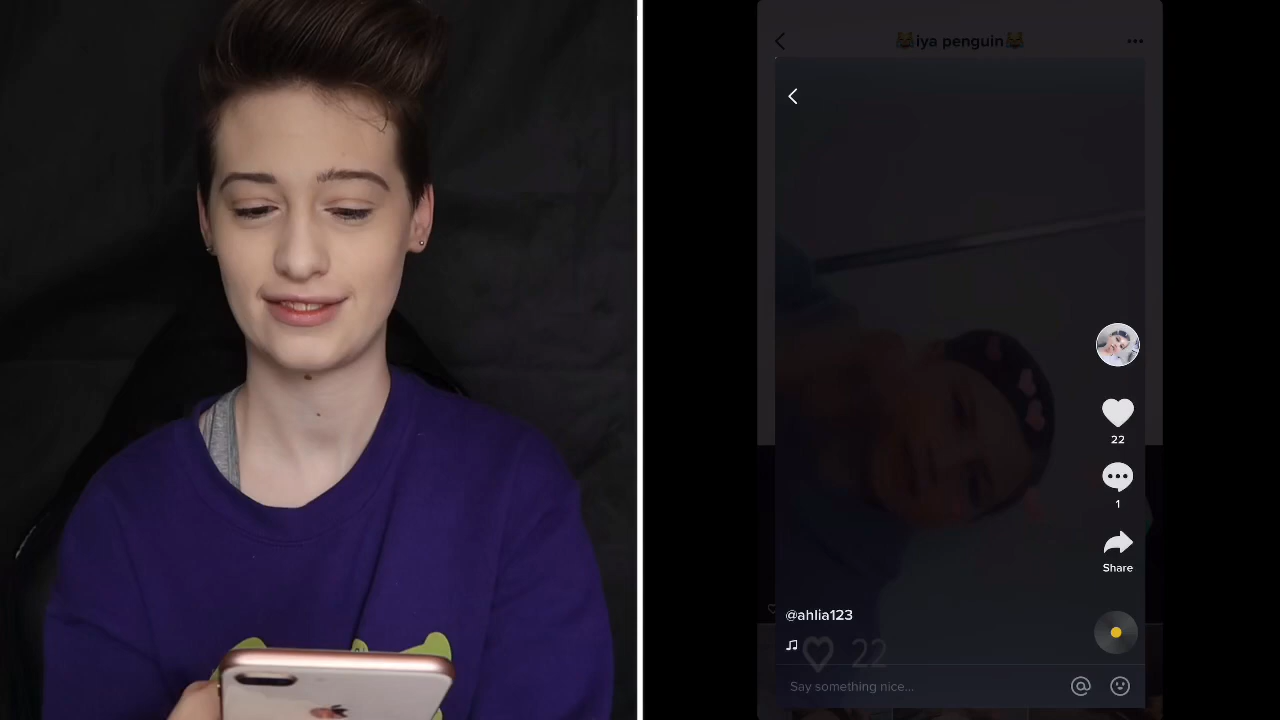 😹iya penguin😹
22
1
Share
@ahlia123
22
Say something nice...